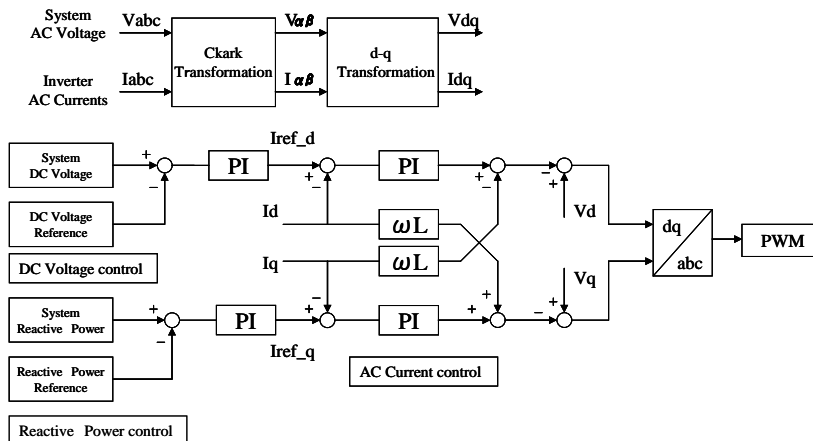 System
AC Voltage
Vabc
Ckark
Transformation
Vαβ
d-q
Transformation
Vdq
Inverter
AC Currents
Iabc
I αβ
Idq
System
DC Voltage
+
−
PI
Iref_d
+
−
PI
+
−
−
+
DC Voltage
Reference
Id
ωL
Vd
dq
abc
PWM
DC Voltage control
Iq
ωL
Vq
System
Reactive Power
+
−
PI
−
+
Iref_q
PI
+
+
−
+
Reactive Power
Reference
AC Current control
Reactive Power control